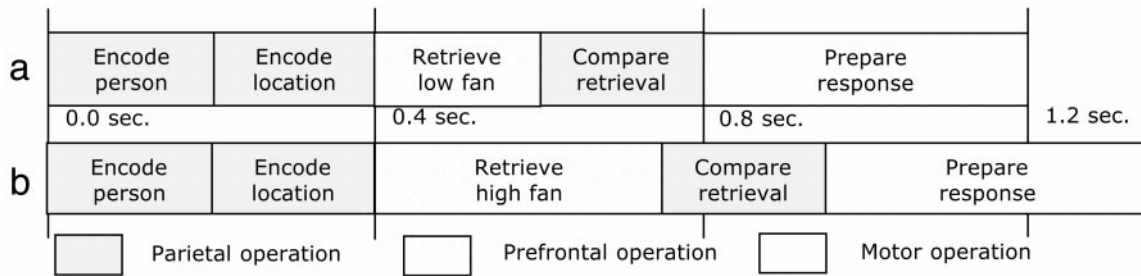 a
Encode person
Encode location
Retrieve low fan
Compare retrieval
Prepare response
0.0 sec.
0.4 sec.
0.8 sec.
1.2 sec.
b
Encode person
Encode location
Retrieve high fan
Compare retrieval
Prepare response
Parietal operation
Prefrontal operation
Motor operation